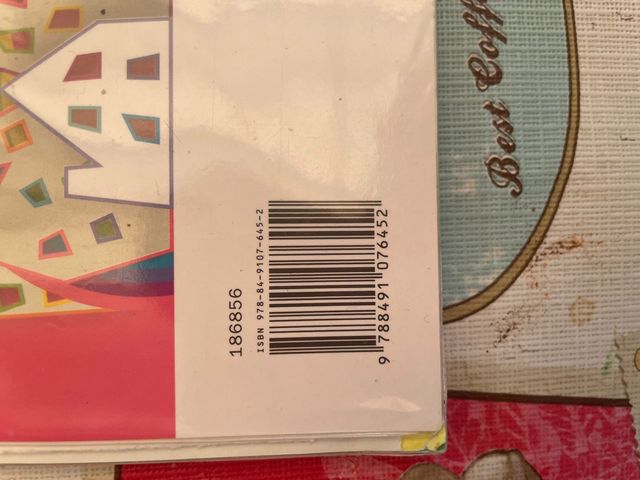 186856
ISBN 978-84-9107-645-2
9 788491 076452
Best Coff